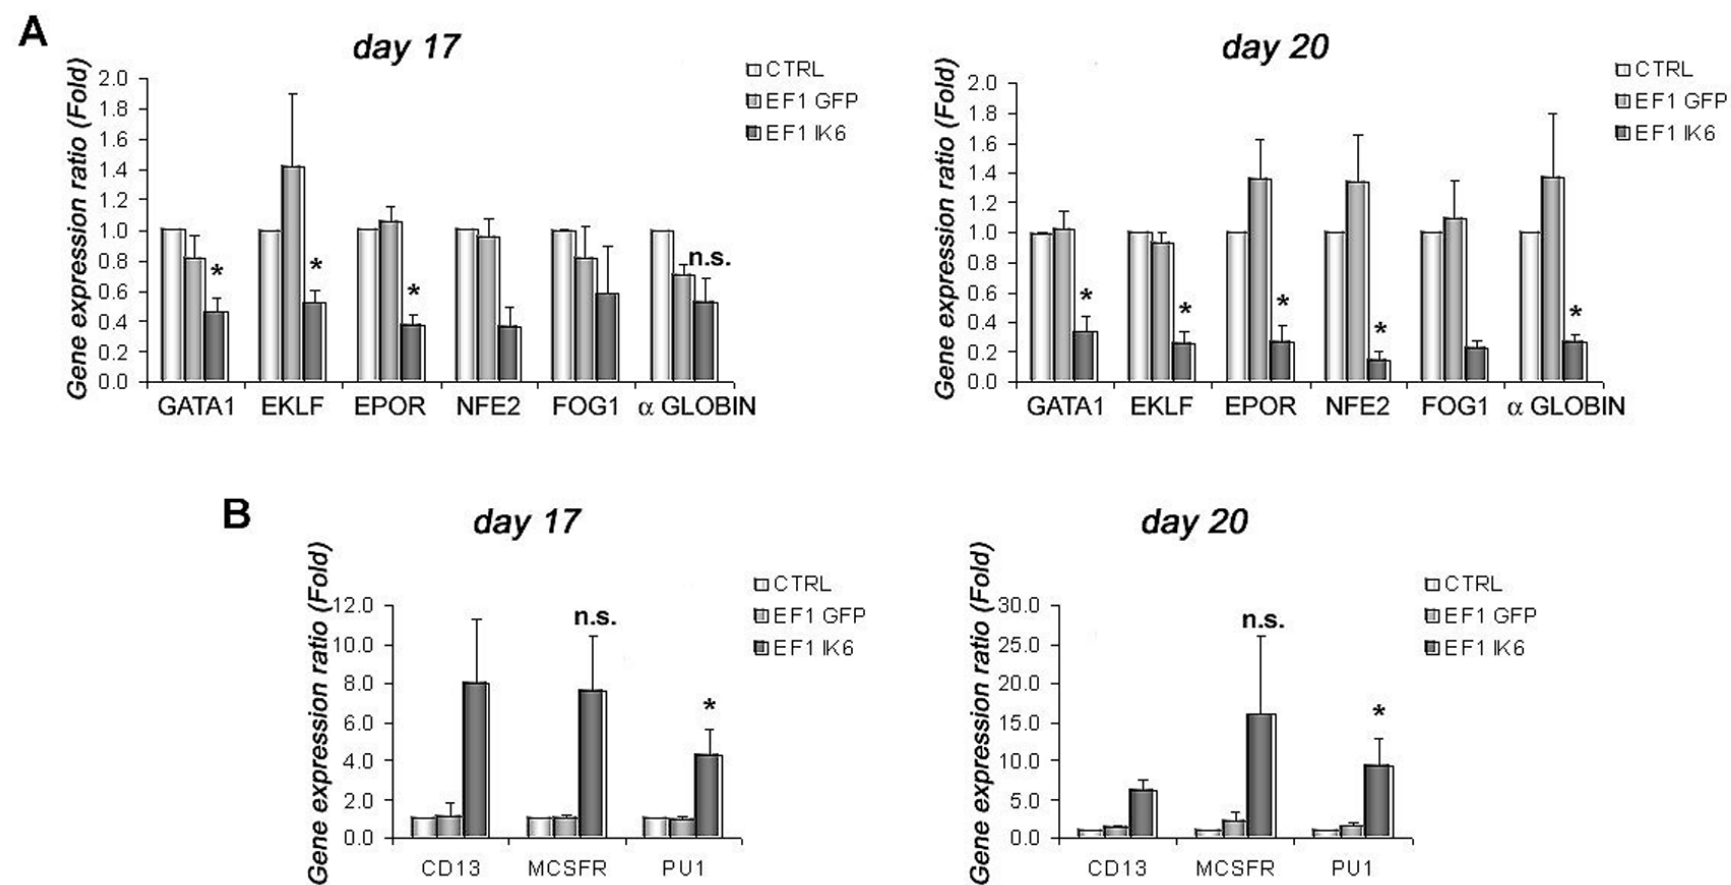 A
day 17
Gene expression ratio (Fold)
2.0
1.8
1.6
1.4
1.2
1.0
0.8
0.6
0.4
0.2
0.0
* * * n.s.
GATA1 EKLF EPOR NFE2 FOG1 α GLOBIN
CTRL
EF1 GFP
EF1 IK6
day 20
Gene expression ratio (Fold)
2.0
1.8
1.6
1.4
1.2
1.0
0.8
0.6
0.4
0.2
0.0
* * * * *
GATA1 EKLF EPOR NFE2 FOG1 α GLOBIN
CTRL
EF1 GFP
EF1 IK6
B
day 17
Gene expression ratio (Fold)
12.0
10.0
8.0
6.0
4.0
2.0
0.0
n.s. *
CD13 MCSFR PU1
CTRL
EF1 GFP
EF1 IK6
day 20
Gene expression ratio (Fold)
30.0
25.0
20.0
15.0
10.0
5.0
0.0
n.s. *
CD13 MCSFR PU1
CTRL
EF1 GFP
EF1 IK6